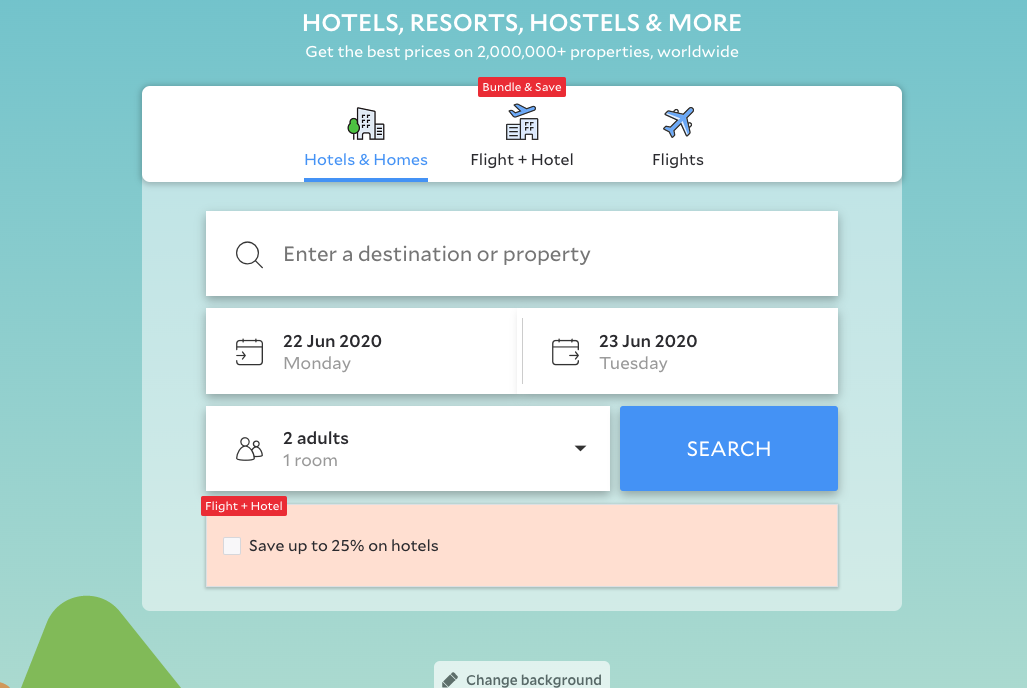 HOTELS, RESORTS, HOSTELS & MORE
Get the best prices on 2,000,000+ properties, worldwide
Bundle & Save
Hotels & Homes
Flight + Hotel
Flights
Enter a destination or property
22 Jun 2020
Monday
23 Jun 2020
Tuesday
2 adults
1 room
SEARCH
Flight + Hotel
Save up to 25% on hotels
Change background